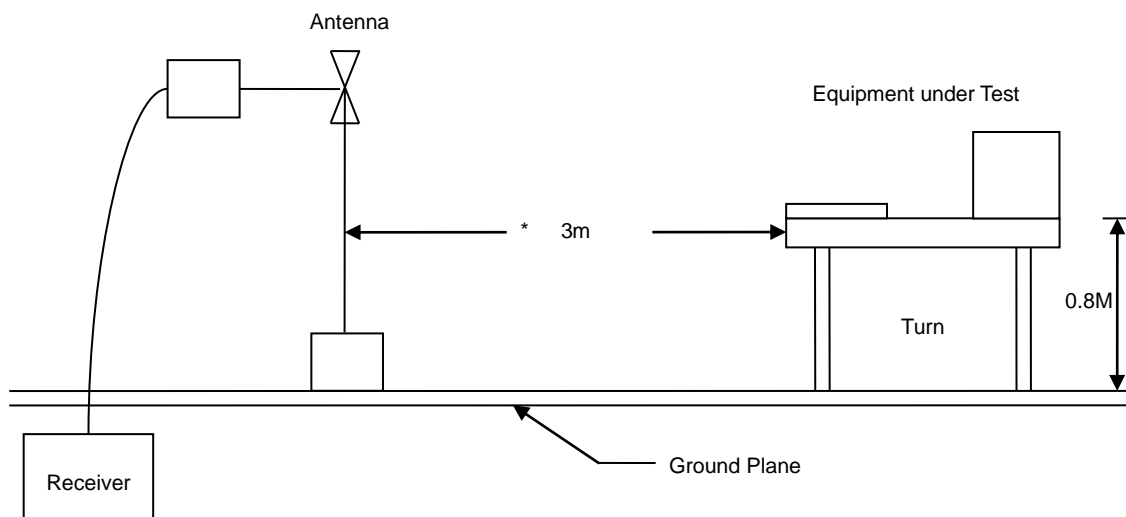 Antenna
Equipment under Test
* 3m
0.8M
Turn
Ground Plane
Receiver